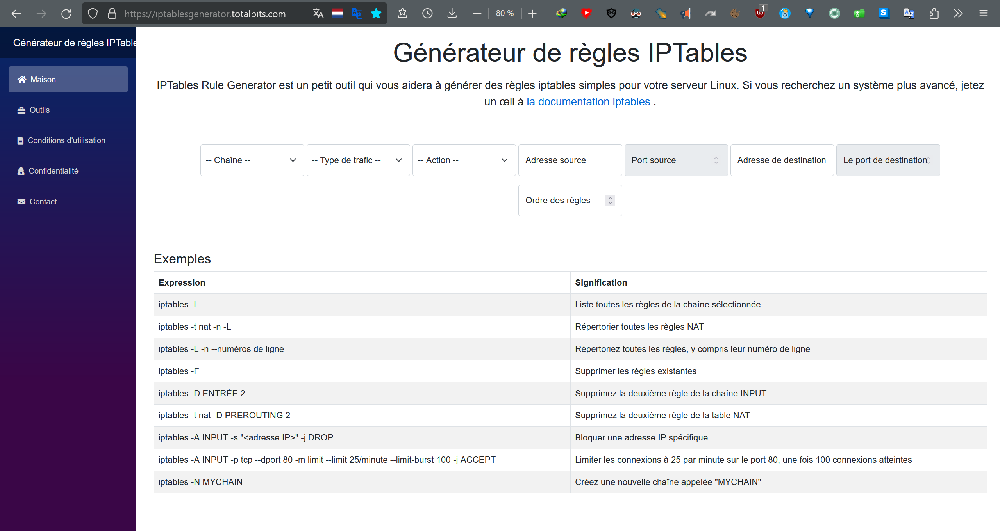 https://iptablesgenerator.totalbits.com
80 %
1
Générateur de règles IPTable
Maison
Outils
Conditions d'utilisation
Confidentialité
Contact
Générateur de règles IPTables
IPTables Rule Generator est un petit outil qui vous aidera à générer des règles iptables simples pour votre serveur Linux. Si vous recherchez un système plus avancé, jetez
un œil à la documentation iptables .
-- Chaîne --
-- Type de trafic --
-- Action --
Adresse source
Port source
Adresse de destination
Le port de destination
Ordre des règles
Exemples
Expression
Signification
iptables -L
Liste toutes les règles de la chaîne sélectionnée
iptables -t nat -n -L
Répertorier toutes les règles NAT
iptables -L -n --numéros de ligne
Répertoriez toutes les règles, y compris leur numéro de ligne
iptables -F
Supprimer les règles existantes
iptables -D ENTRÉE 2
Supprimez la deuxième règle de la chaîne INPUT
iptables -t nat -D PREROUTING 2
Supprimez la deuxième règle de la table NAT
iptables -A INPUT -s "<adresse IP>" -j DROP
Bloquer une adresse IP spécifique
iptables -A INPUT -p tcp --dport 80 -m limit --limit 25/minute --limit-burst 100 -j ACCEPT
Limiter les connexions à 25 par minute sur le port 80, une fois 100 connexions atteintes
iptables -N MYCHAIN
Créez une nouvelle chaîne appelée "MYCHAIN"